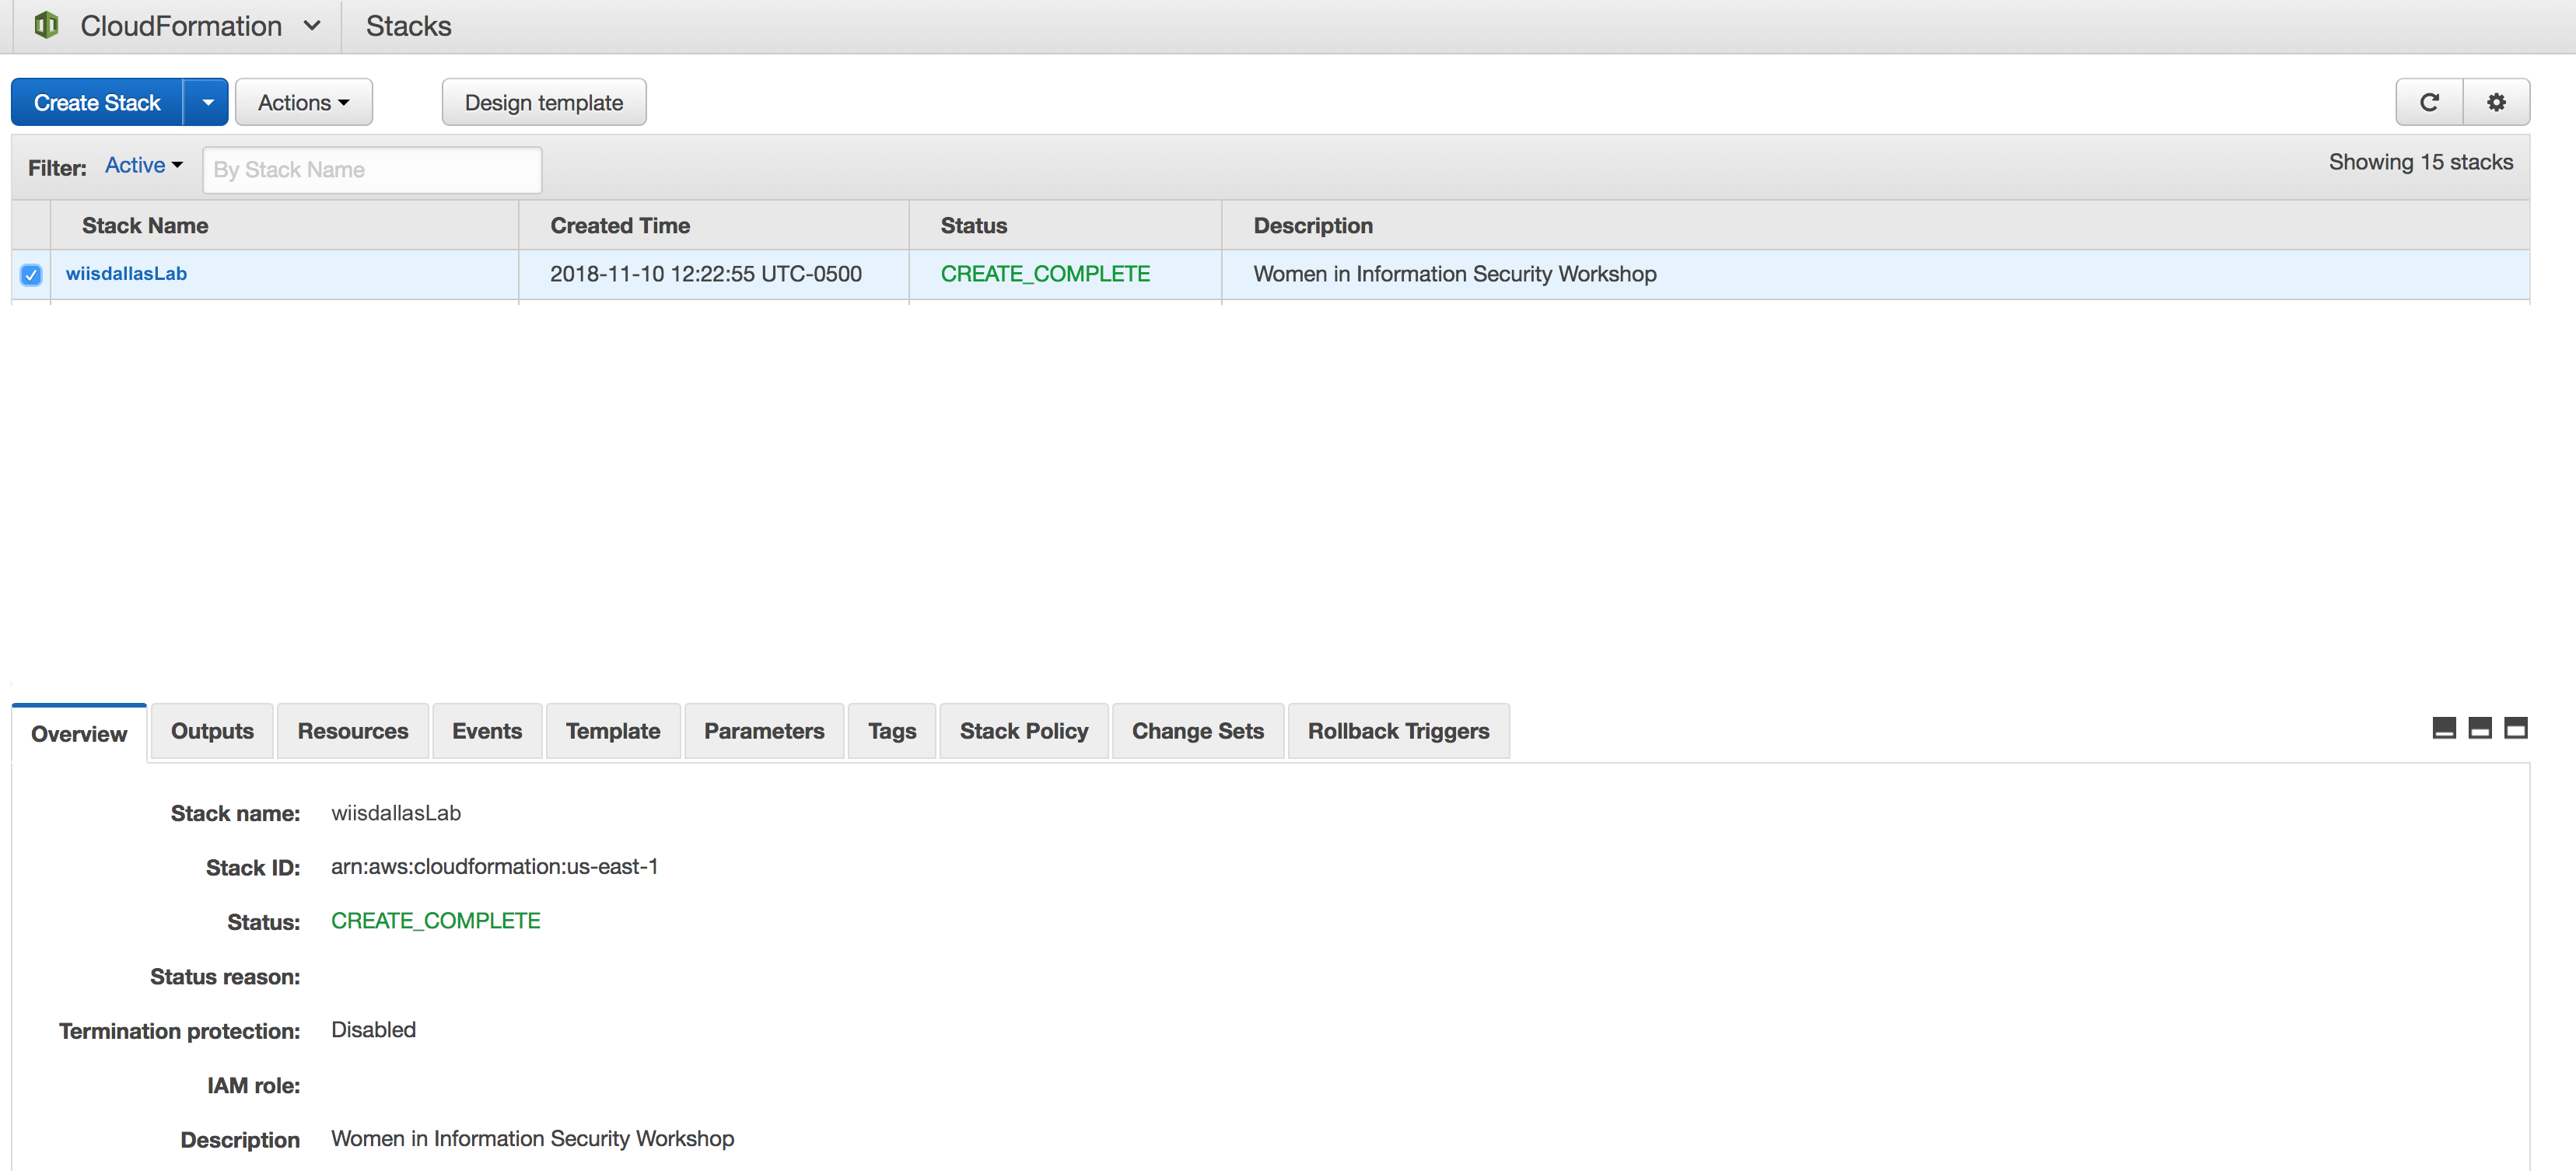 CloudFormation Stacks
Create Stack Actions Design template
Filter: Active By Stack Name Showing 15 stacks
Stack Name Created Time Status Description
wiisdallasLab 2018-11-10 12:22:55 UTC-0500 CREATE_COMPLETE Women in Information Security Workshop
Overview Outputs Resources Events Template Parameters Tags Stack Policy Change Sets Rollback Triggers
Stack name: wiisdallasLab
Stack ID: arn:aws:cloudformation:us-east-1
Status: CREATE_COMPLETE
Status reason:
Termination protection: Disabled
IAM role:
Description Women in Information Security Workshop